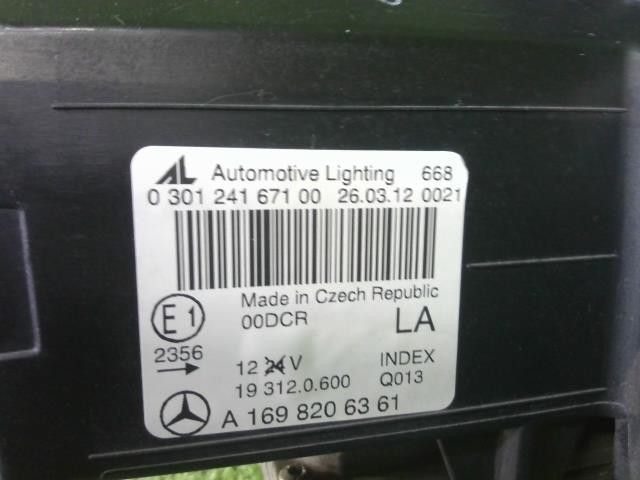 AL Automotive Lighting 668
0 301 241 671 00 26.03.12 0021
Made in Czech Republic
E1 00DCR LA
2356
12 24 V INDEX
19 312.0.600 Q013
A 169 820 63 61